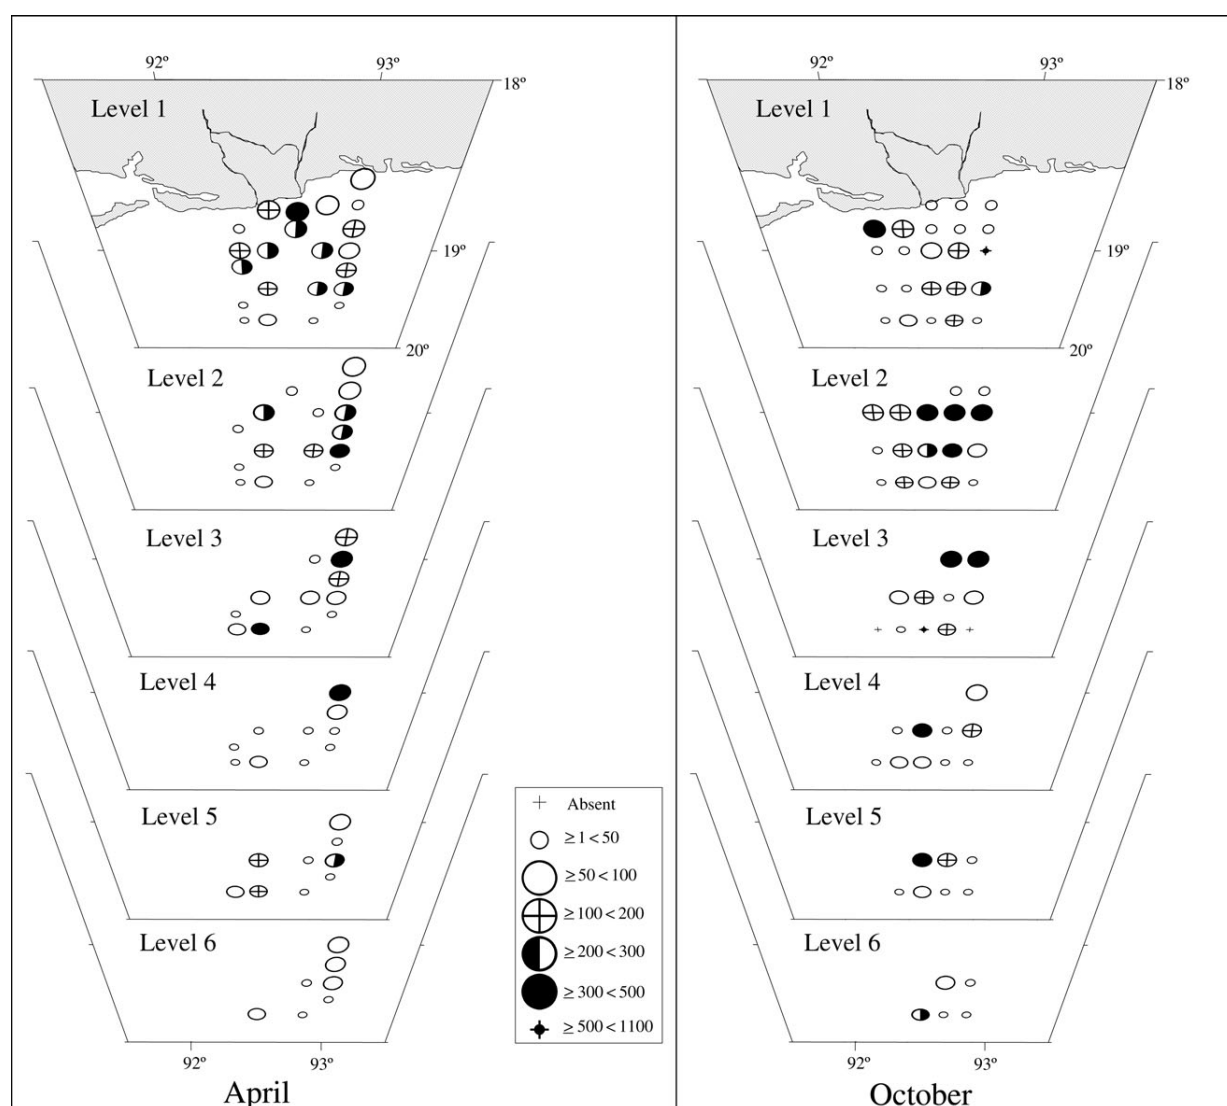 92º 93º
18º
Level 1
19º
20º
Level 2
Level 3
Level 4
Level 5
Level 6
92º 93º
April
Absent
≥1<50
≥50<100
≥100<200
≥200<300
≥300<500
≥500<1100
92º 93º
18º
Level 1
19º
20º
Level 2
Level 3
Level 4
Level 5
Level 6
92º 93º
October